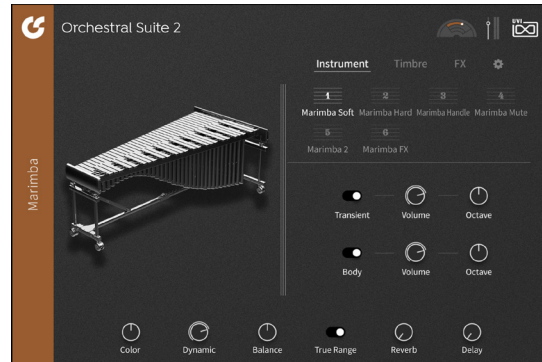 Orchestral Suite 2
UVI
Instrument Timbre FX
1 2 3 4
Marimba Soft Marimba Hard Marimba Handle Marimba Mute
5 6
Marimba 2 Marimba FX
Marimba
Transient Volume Octave
Body Volume Octave
Color Dynamic Balance True Range Reverb Delay